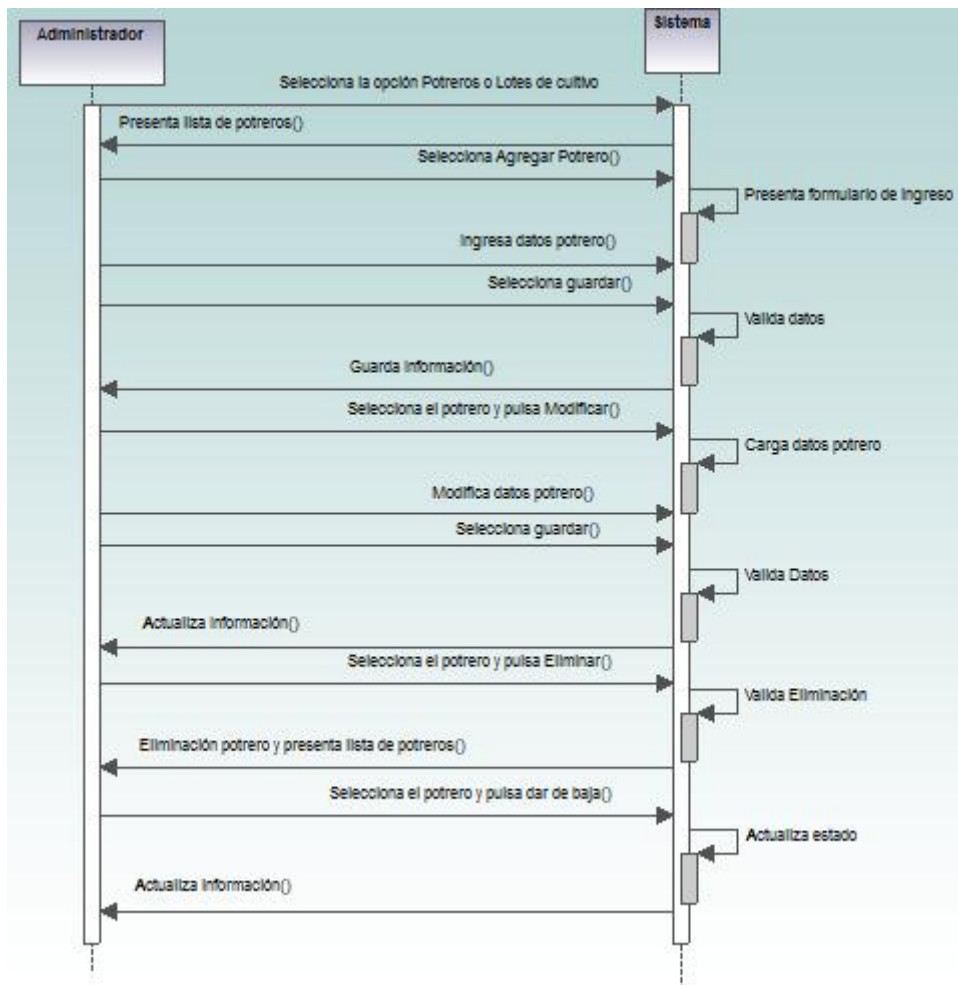 Administrador
Sistema
Selecciona la opción Potreros o Lotes de cultivo
Presenta lista de potreros()
Selecciona Agregar Potrero()
Presenta formulario de ingreso
Ingresa datos potrero()
Selecciona guardar()
Valida datos
Guarda información()
Selecciona el potrero y pulsa Modificar()
Carga datos potrero
Modifica datos potrero()
Selecciona guardar()
Valida Datos
Actualiza información()
Selecciona el potrero y pulsa Eliminar()
Valida Eliminación
Eliminación potrero y presenta lista de potreros()
Selecciona el potrero y pulsa dar de baja()
Actualiza estado
Actualiza información()